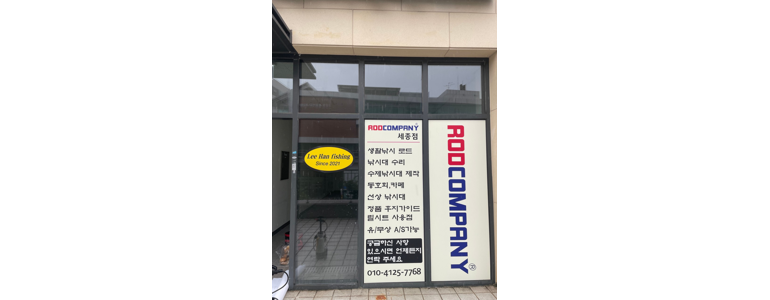 Lee Han fishing
Since 2021
RODCOMPANY
세종점
생활낚시 로드
낚시대 수리
수제낚시대 제작
동호회,카페
선상 낚시대
정품 후지가이드
릴시트 사용점
유/무상 A/S가능
궁금하신 사항
있으시면 언제든지
연락 주세요
010-4125-7768
RODCOMPANY®